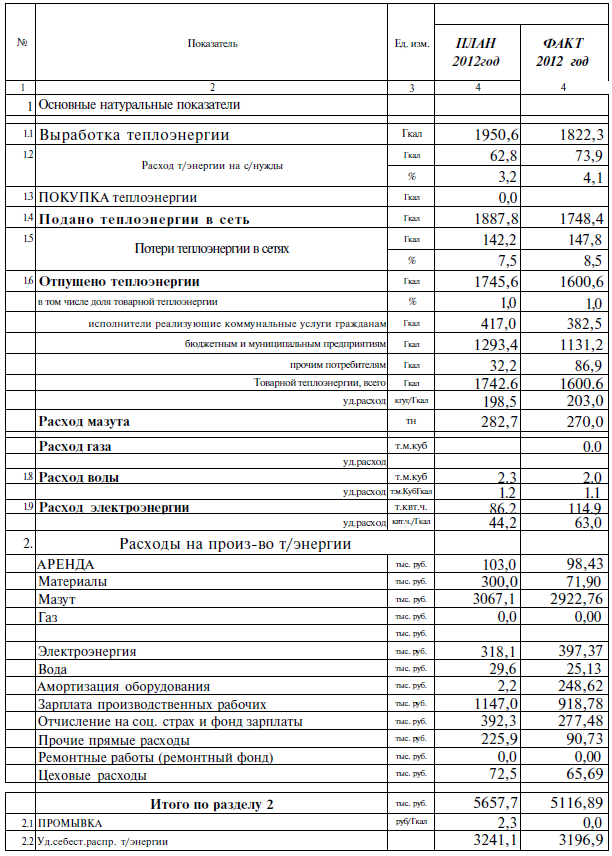 № Показатель Ед. изм. ПЛАН 2012год ФАКТ 2012 год
1 2 3 4 4
1 Основные натуральные показатели
1.1 Выработка теплоэнергии Гкал 1950,6 1822,3
1.2 Расход т/энергии на с/нужды Гкал 62,8 73,9
% 3,2 4,1
1.3 ПОКУПКА теплоэнергии Гкал 0,0
1.4 Подано теплоэнергии в сеть Гкал 1887,8 1748,4
1.5 Потери теплоэнергии в сетях Гкал 142,2 147,8
% 7,5 8,5
1.6 Отпущено теплоэнергии Гкал 1745,6 1600,6
в том числе доля товарной теплоэнергии % 1,0 1,0
исполнители реализующие коммунальные услуги гражданам Гкал 417,0 382,5
бюджетным и муниципальным предприятиям Гкал 1293,4 1131,2
прочим потребителям Гкал 32,2 86,9
Товарной теплоэнергии, всего Гкал 1742.6 1600.6
уд.расход кгут/Гкал 198,5 203,0
Расход мазута тн 282,7 270,0
Расход газа т.м.куб 0.0
уд.расход
1.8 Расход воды т.м.куб 2.3 2.0
уд.расход т.м.КубГкал 1.2 1.1
1.9 Расход электроэнергии т.квт.ч. 86.2 114.9
уд.расход квт.ч./Гкал 44,2 63,0
2. Расходы на произ-во т/энергии
АРЕНДА тыс. руб. 103,0 98,43
Материалы тыс. руб. 300,0 71,90
Мазут тыс. руб. 3067,1 2922,76
Газ тыс. руб. 0,0 0,00
тыс. руб.
Электроэнергия тыс. руб. 318,1 397,37
Вода тыс. руб. 29,6 25,13
Амортизация оборудования тыс. руб. 2,2 248,62
Зарплата производственных рабочих тыс. руб. 1147,0 918,78
Отчисление на соц. страх и фонд зарплаты тыс. руб. 392,3 277,48
Прочие прямые расходы тыс. руб. 225,9 90,73
Ремонтные работы (ремонтный фонд) тыс. руб. 0,0 0,00
Цеховые расходы тыс. руб. 72,5 65,69
Итого по разделу 2 тыс. руб. 5657,7 5116,89
2.1 ПРОМЫВКА руб/Гкал 2,3 0,0
2.2 Уд.себест.распр. т/энергии 3241,1 3196,9